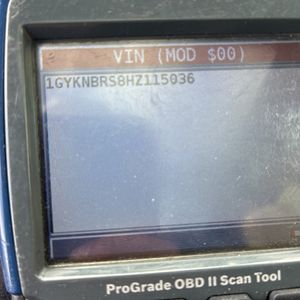 VIN (MOD $00)
1GYKNBRS8HZ115036
ProGrade OBD II Scan Tool